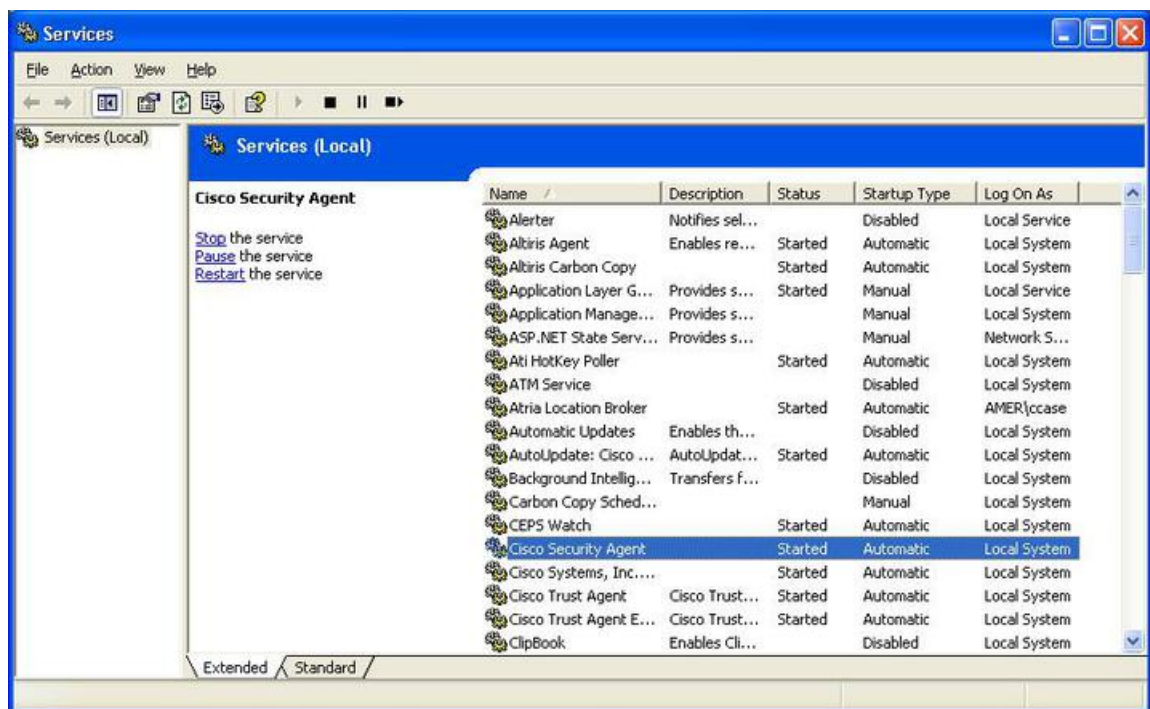 Services
File Action View Help
Services (Local)
Services (Local)
Cisco Security Agent
Stop the service
Pause the service
Restart the service
Name Description Status Startup Type Log On As
Alerter Notifies sel... Disabled Local Service
Altiris Agent Enables re... Started Automatic Local System
Altiris Carbon Copy Started Automatic Local System
Application Layer G... Provides s... Started Manual Local Service
Application Manage... Provides s... Manual Local System
ASP.NET State Serv... Provides s... Manual Network S...
Ati HotKey Poller Started Automatic Local System
ATM Service Disabled Local System
Atria Location Broker Started Automatic AMER\ccase
Automatic Updates Enables th... Disabled Local System
AutoUpdate: Cisco ... AutoUpdat... Started Automatic Local System
Background Intellig... Transfers f... Disabled Local System
Carbon Copy Sched... Manual Local System
CEPS Watch Started Automatic Local System
Cisco Security Agent Started Automatic Local System
Cisco Systems, Inc.... Started Automatic Local System
Cisco Trust Agent Cisco Trust... Started Automatic Local System
Cisco Trust Agent E... Cisco Trust... Started Automatic Local System
ClipBook Enables Cli... Disabled Local System
Extended Standard